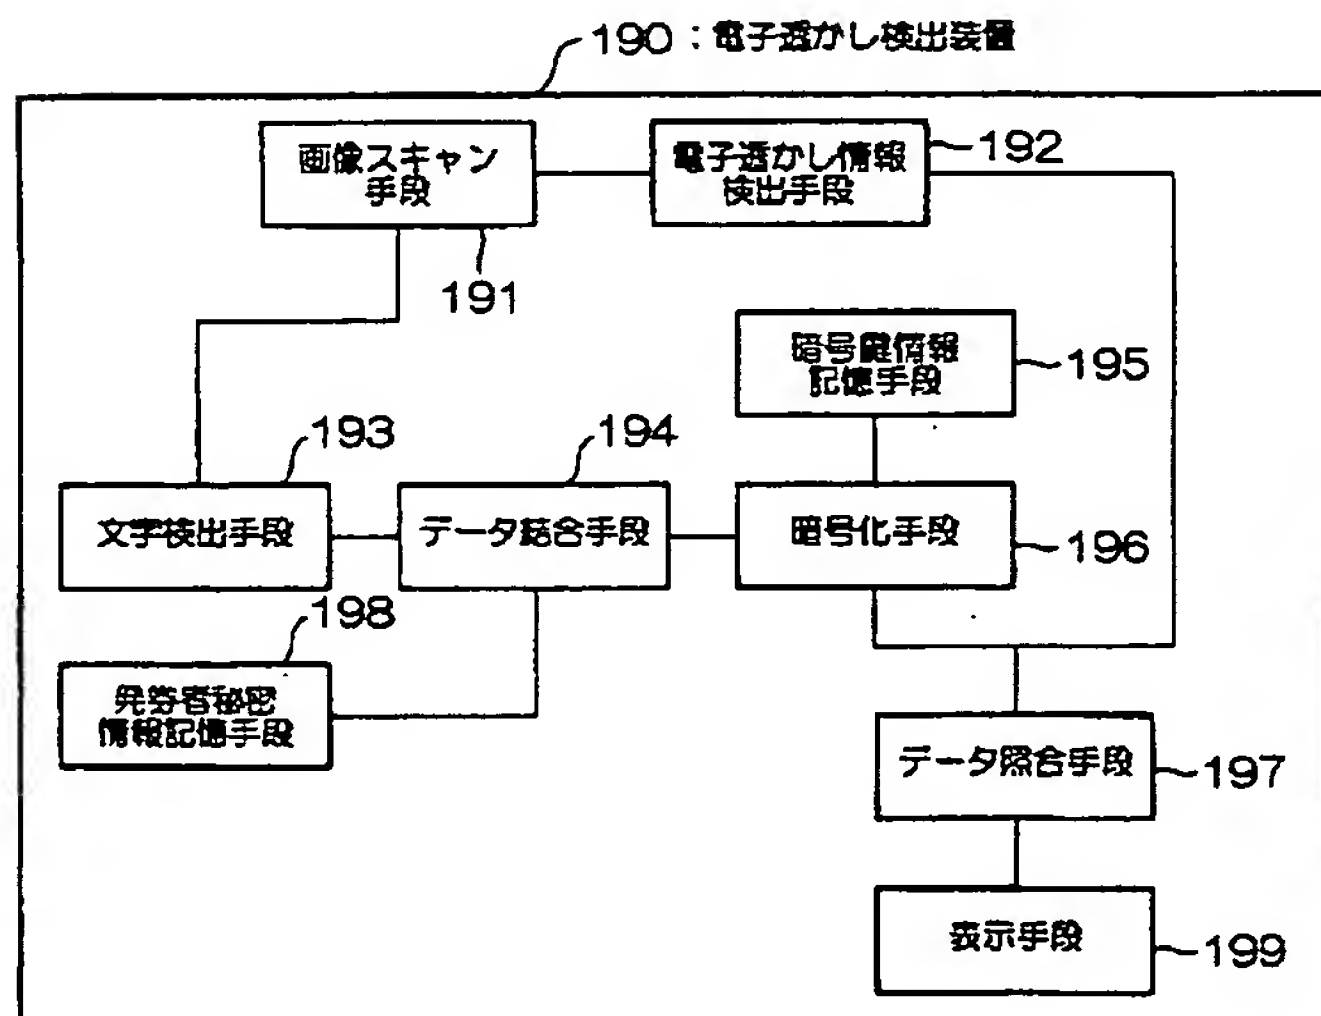 190：電子透かし検出装置
画像スキャン
手段
191
電子透かし情報
検出手段
192
暗号鍵情報
記憶手段
195
193
文字検出手段
194
データ結合手段
暗号化手段
196
198
発券者秘密
情報記憶手段
データ照合手段
197
表示手段
199